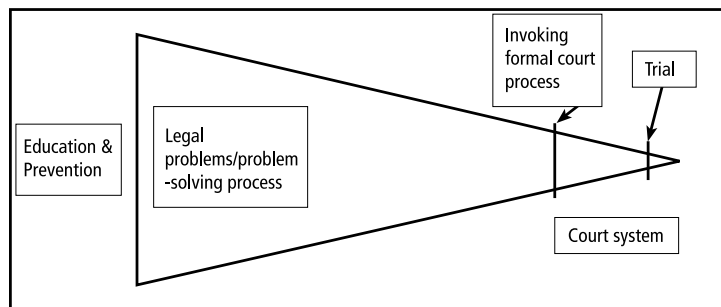 Education &
Prevention
Legal
problems/problem
-solving process
Invoking
formal court
process
Trial
Court system